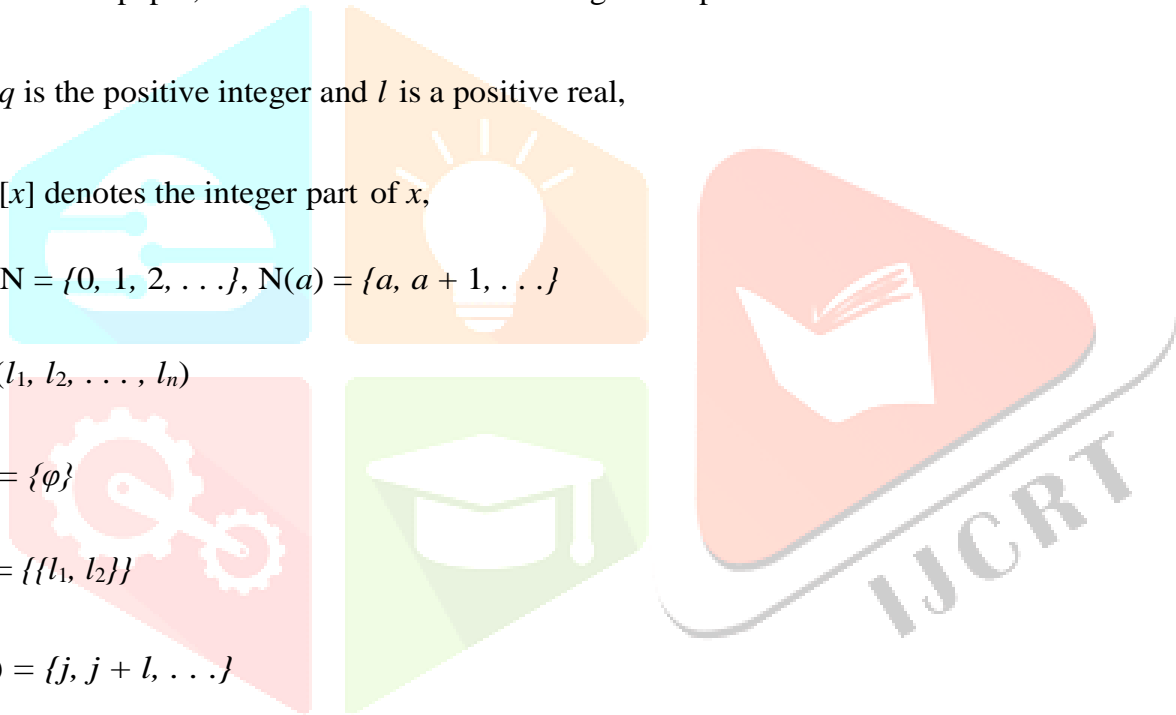 q is the positive integer and l is a positive real,
[x] denotes the integer part of x,
N = {0, 1, 2, . . .}, N(a) = {a, a + 1, . . .}
(l₁, l₂, . . . , lₙ)
= {φ}
= {{l₁, l₂}}
) = {j, j + l, . . .}
IJCRT